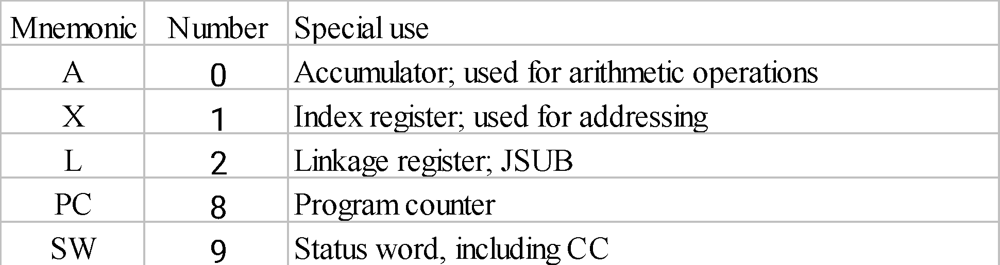 Mnemonic Number Special use
A 0 Accumulator; used for arithmetic operations
X 1 Index register; used for addressing
L 2 Linkage register; JSUB
PC 8 Program counter
SW 9 Status word, including CC